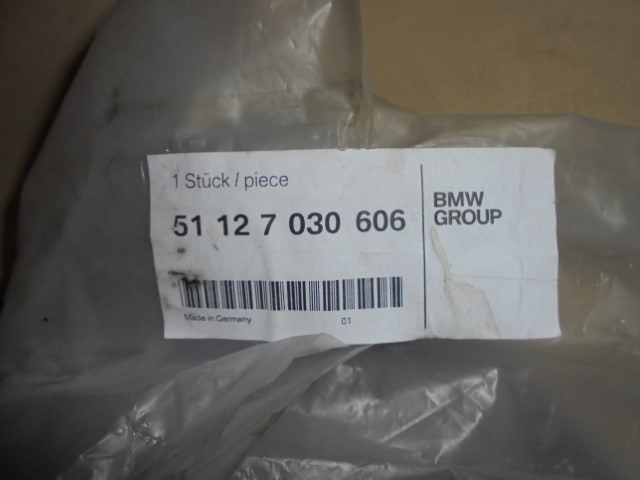 1 Stück / piece
51 12 7 030 606
BMW
GROUP
Made in Germany
01